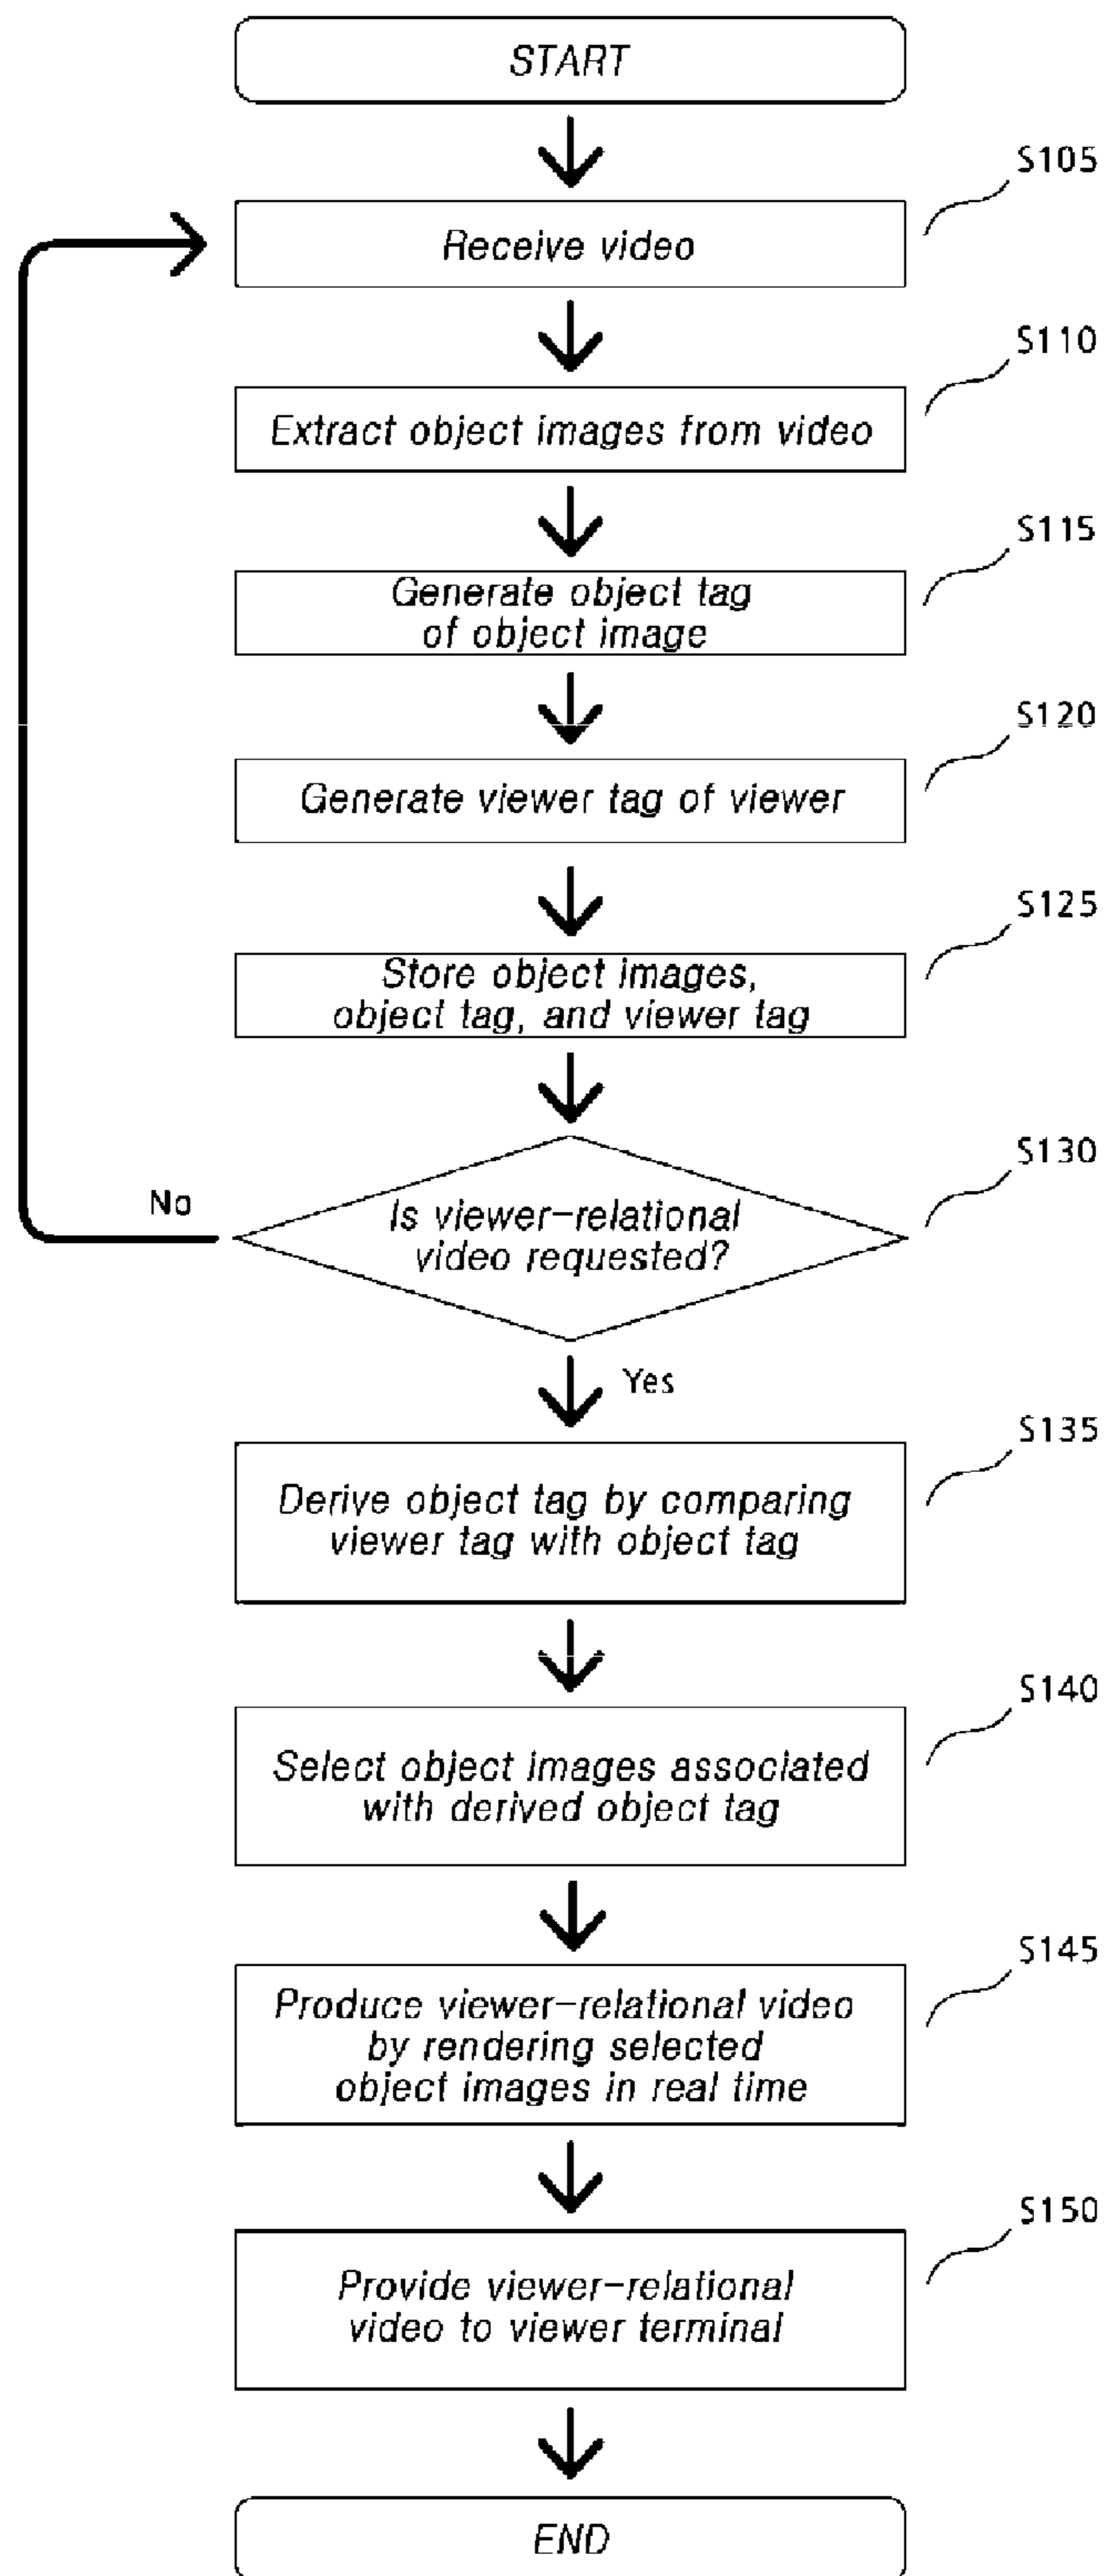 START
S105
Receive video
S110
Extract object images from video
S115
Generate object tag
of object image
S120
Generate viewer tag of viewer
S125
Store object images,
object tag, and viewer tag
S130
No
Is viewer-relational
video requested?
Yes
S135
Derive object tag by comparing
viewer tag with object tag
S140
Select object images associated
with derived object tag
S145
Produce viewer-relational video
by rendering selected
object images in real time
S150
Provide viewer-relational
video to viewer terminal
END